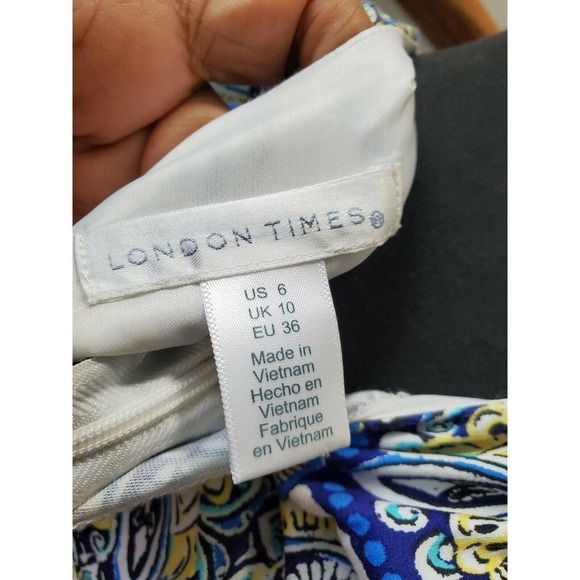 LONDON TIMES®
US 6
UK 10
EU 36
Made in
Vietnam
Hecho en
Vietnam
Fabrique
en Vietnam